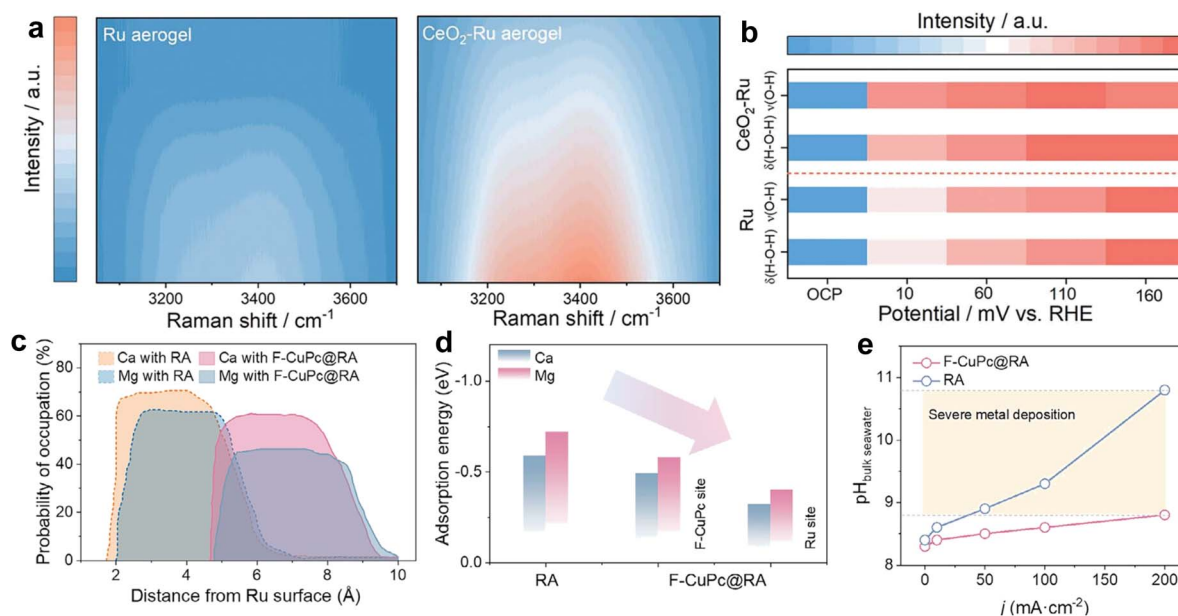 a
Intensity / a.u.
Ru aerogel
3200 3400 3600
Raman shift / cm⁻¹
CeO₂-Ru aerogel
3200 3400 3600
Raman shift / cm⁻¹
b
Intensity / a.u.
CeO₂-Ru
ν(O-H)
δ(H-O-H)
Ru
ν(O-H)
δ(H-O-H)
OCP 10 60 110 160
Potential / mV vs. RHE
c
Probability of occupation (%)
80
60
40
20
0
Ca with RA Ca with F-CuPc@RA
Mg with RA Mg with F-CuPc@RA
2 4 6 8 10
Distance from Ru surface (Å)
d
Adsorption energy (eV)
-1.0
-0.5
0.0
Ca
Mg
F-CuPc site
Ru site
RA F-CuPc@RA
e
pH bulk seawater
11
10
9
8
F-CuPc@RA
RA
Severe metal deposition
0 50 100 150 200
j (mA·cm⁻²)